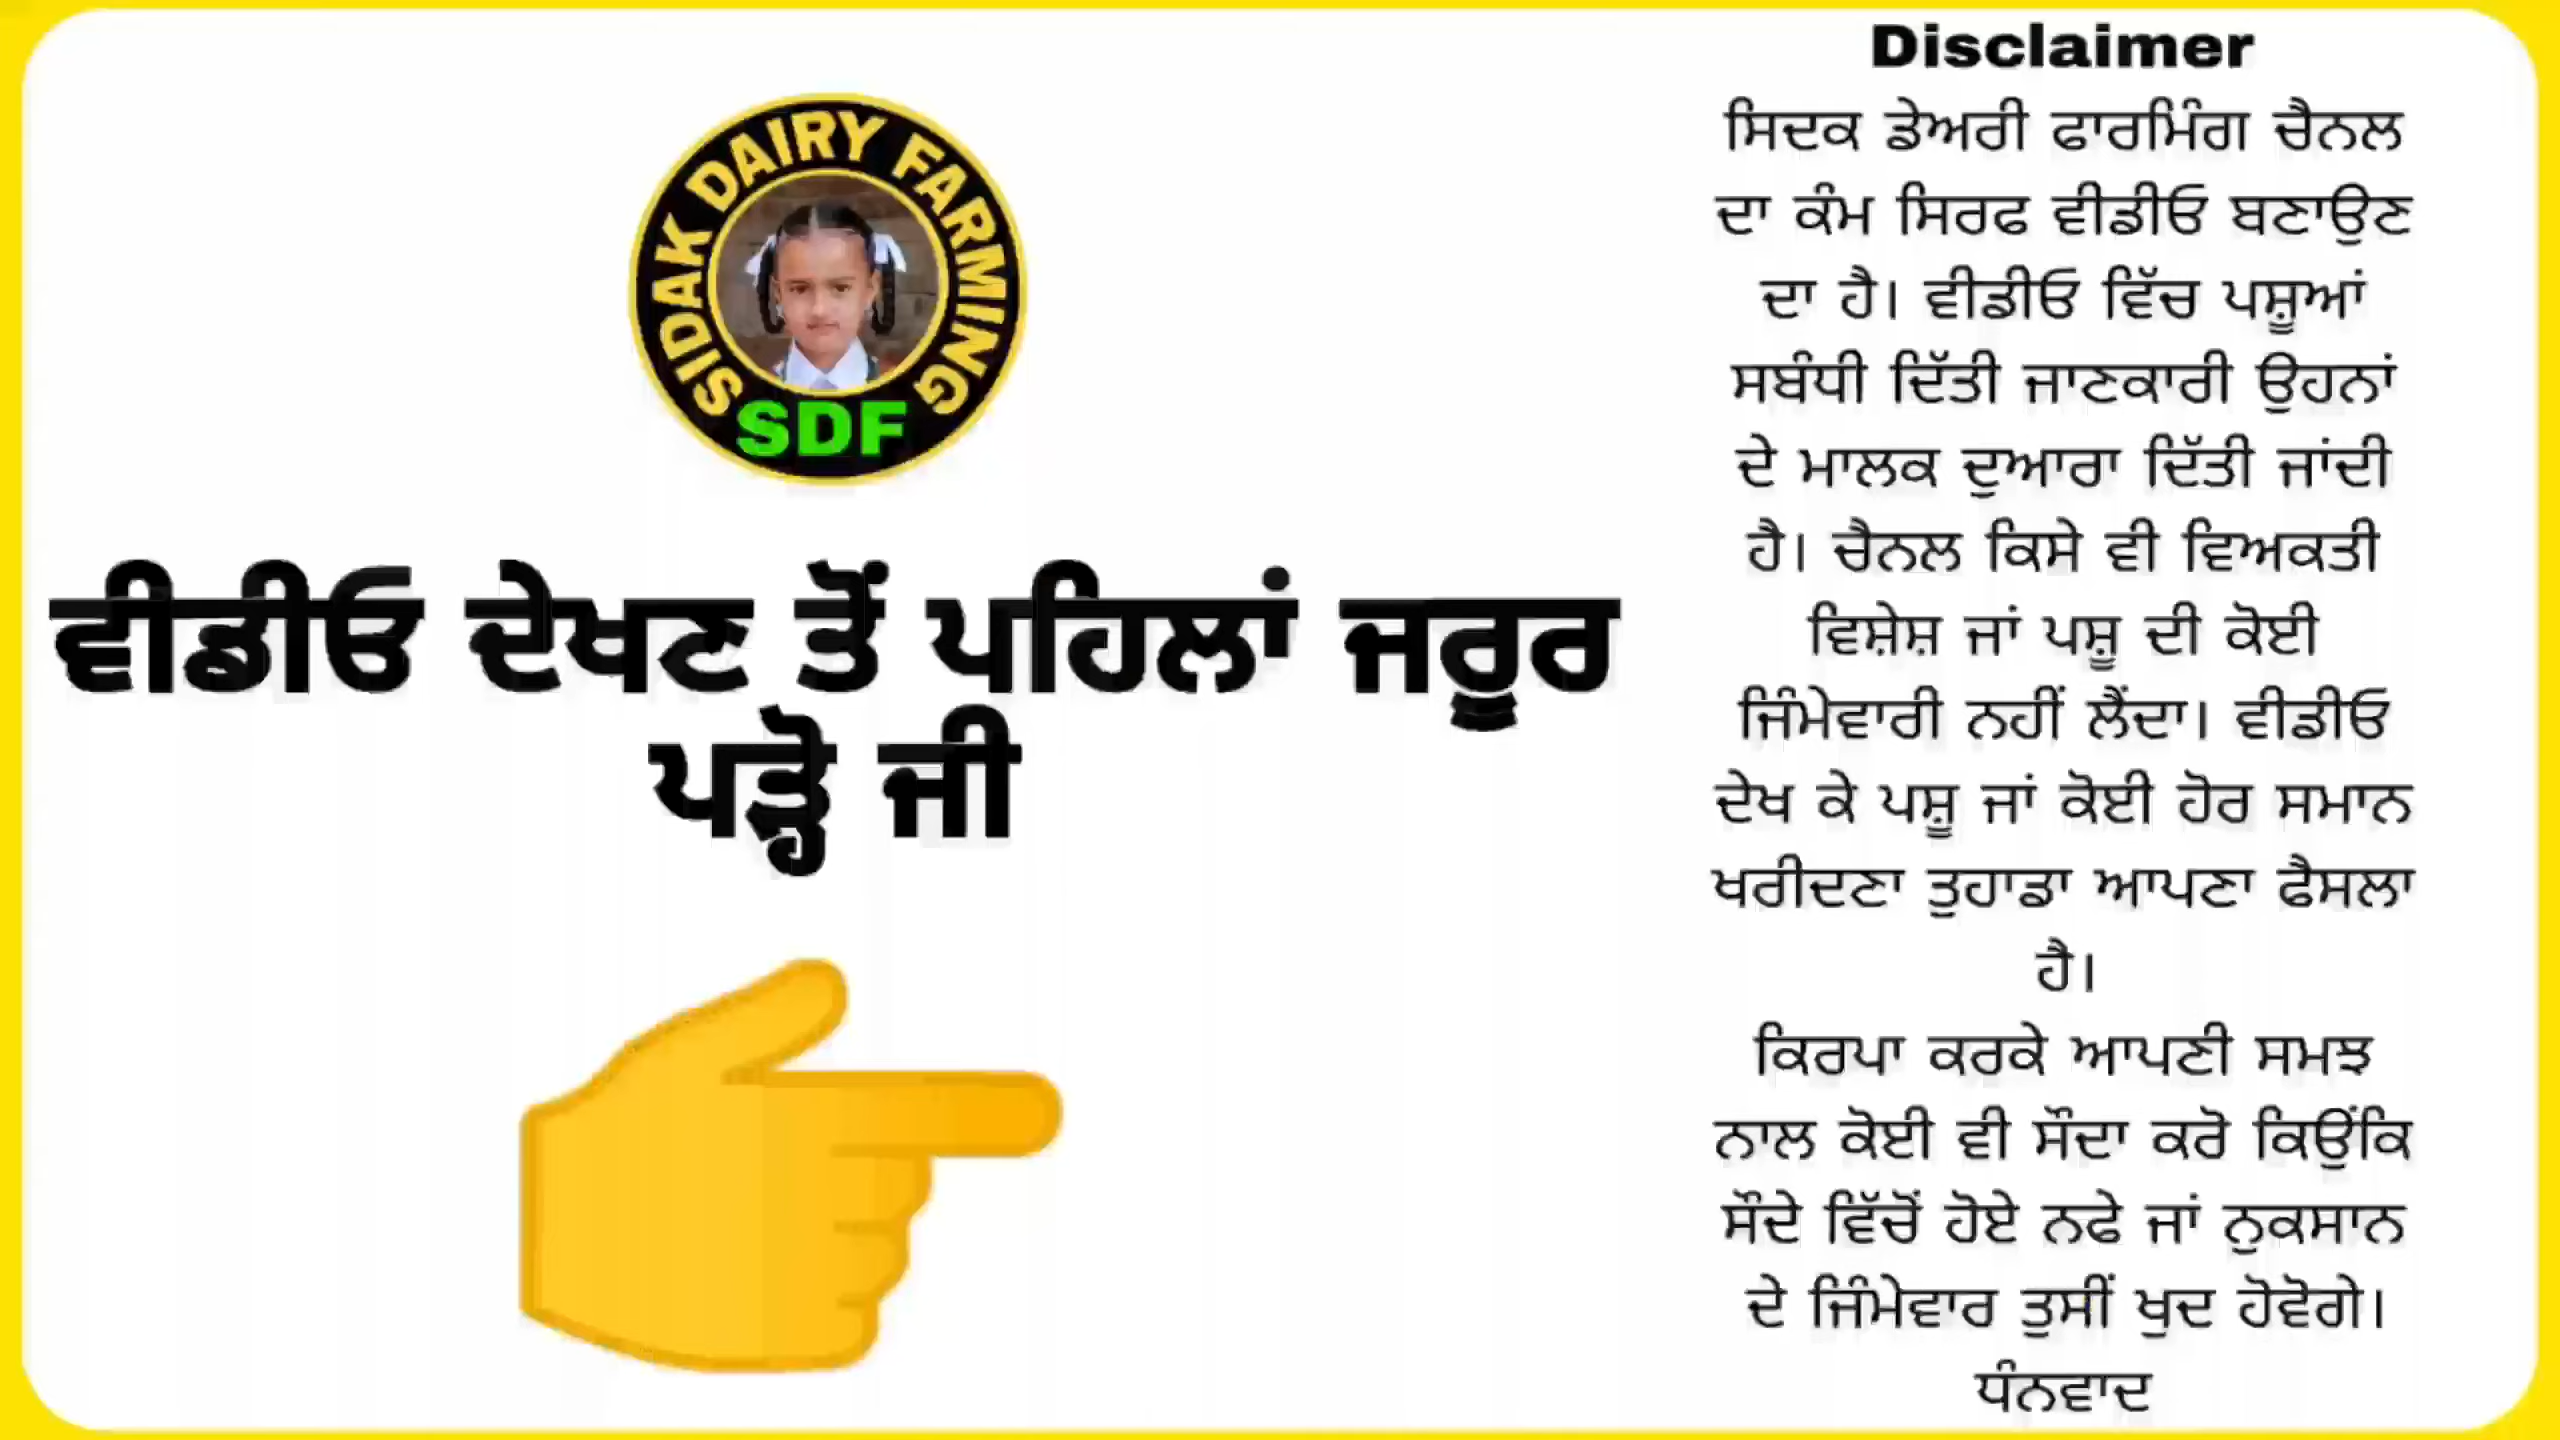 SIDAK DAIRY FARMING
SDF
ਵੀਡੀਓ ਦੇਖਣ ਤੋਂ ਪਹਿਲਾਂ ਜਰੂਰ
ਪੜ੍ਹੋ ਜੀ
Disclaimer
ਸਿਦਕ ਡੇਅਰੀ ਫਾਰਮਿੰਗ ਚੈਨਲ
ਦਾ ਕੰਮ ਸਿਰਫ ਵੀਡੀਓ ਬਣਾਉਣ
ਦਾ ਹੈ। ਵੀਡੀਓ ਵਿੱਚ ਪਸ਼ੂਆਂ
ਸਬੰਧੀ ਦਿੱਤੀ ਜਾਣਕਾਰੀ ਉਹਨਾਂ
ਦੇ ਮਾਲਕ ਦੁਆਰਾ ਦਿੱਤੀ ਜਾਂਦੀ
ਹੈ। ਚੈਨਲ ਕਿਸੇ ਵੀ ਵਿਅਕਤੀ
ਵਿਸ਼ੇਸ਼ ਜਾਂ ਪਸ਼ੂ ਦੀ ਕੋਈ
ਜਿੰਮੇਵਾਰੀ ਨਹੀਂ ਲੈਂਦਾ। ਵੀਡੀਓ
ਦੇਖ ਕੇ ਪਸ਼ੂ ਜਾਂ ਕੋਈ ਹੋਰ ਸਮਾਨ
ਖਰੀਦਣਾ ਤੁਹਾਡਾ ਆਪਣਾ ਫੈਸਲਾ
ਹੈ।
ਕਿਰਪਾ ਕਰਕੇ ਆਪਣੀ ਸਮਝ
ਨਾਲ ਕੋਈ ਵੀ ਸੌਦਾ ਕਰੋ ਕਿਉਂਕਿ
ਸੌਦੇ ਵਿੱਚੋਂ ਹੋਏ ਨਫੇ ਜਾਂ ਨੁਕਸਾਨ
ਦੇ ਜਿੰਮੇਵਾਰ ਤੁਸੀਂ ਖੁਦ ਹੋਵੋਗੇ।
ਧੰਨਵਾਦ